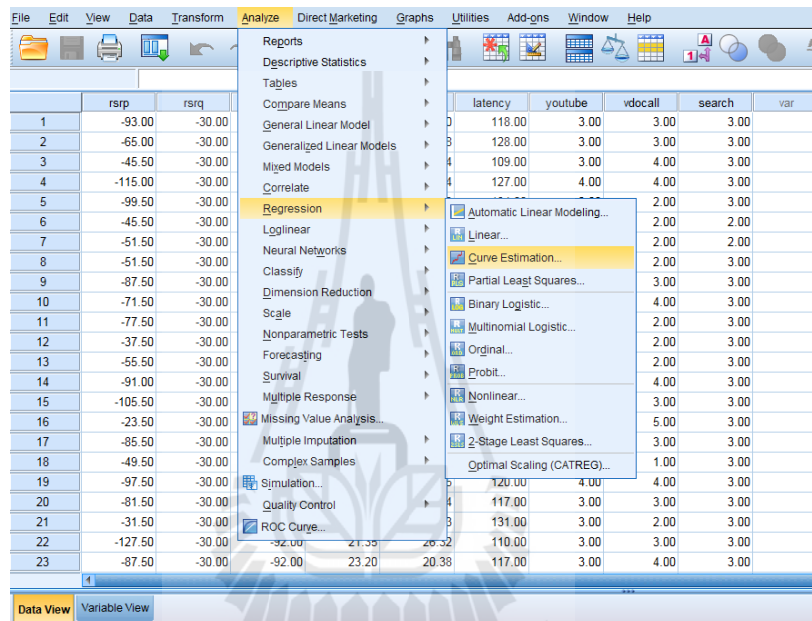 File Edit View Data Transform Analyze Direct Marketing Graphs Utilities Add-ons Window Help
Reports
Descriptive Statistics
Tables
Compare Means
General Linear Model
Generalized Linear Models
Mixed Models
Correlate
Regression
Loglinear
Neural Networks
Classify
Dimension Reduction
Scale
Nonparametric Tests
Forecasting
Survival
Multiple Response
Missing Value Analysis...
Multiple Imputation
Complex Samples
Simulation...
Quality Control
ROC Curve...
Automatic Linear Modeling...
Linear...
Curve Estimation...
Partial Least Squares...
Binary Logistic...
Multinomial Logistic...
Ordinal...
Probit...
Nonlinear...
Weight Estimation...
2-Stage Least Squares...
Optimal Scaling (CATREG)...
rsrp rsrq latency youtube vdocall search var
1 -93.00 -30.00 118.00 3.00 3.00 3.00
2 -65.00 -30.00 128.00 3.00 3.00 3.00
3 -45.50 -30.00 109.00 3.00 4.00 3.00
4 -115.00 -30.00 127.00 4.00 4.00 3.00
5 -99.50 -30.00 2.00 3.00
6 -45.50 -30.00 2.00 2.00
7 -51.50 -30.00 2.00 2.00
8 -51.50 -30.00 2.00 3.00
9 -87.50 -30.00 3.00 3.00
10 -71.50 -30.00 4.00 3.00
11 -77.50 -30.00 2.00 3.00
12 -37.50 -30.00 2.00 3.00
13 -55.50 -30.00 2.00 3.00
14 -91.00 -30.00 4.00 3.00
15 -105.50 -30.00 3.00 3.00
16 -23.50 -30.00 5.00 3.00
17 -85.50 -30.00 3.00 3.00
18 -49.50 -30.00 1.00 3.00
19 -97.50 -30.00 120.00 4.00 4.00 3.00
20 -81.50 -30.00 4 117.00 3.00 3.00 3.00
21 -31.50 -30.00 3 131.00 3.00 2.00 3.00
22 -127.50 -30.00 -92.00 21.35 26.32 110.00 3.00 3.00 3.00
23 -87.50 -30.00 -92.00 23.20 20.38 117.00 3.00 4.00 3.00
Data View Variable View